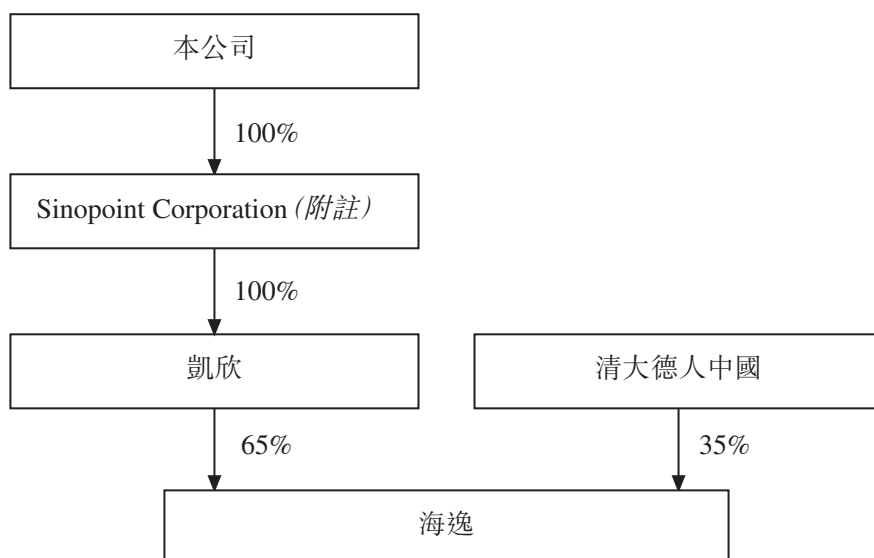 本公司
100%
Sinopoint Corporation (附註)
100%
凱欣
清大德人中國
65%
35%
海逸